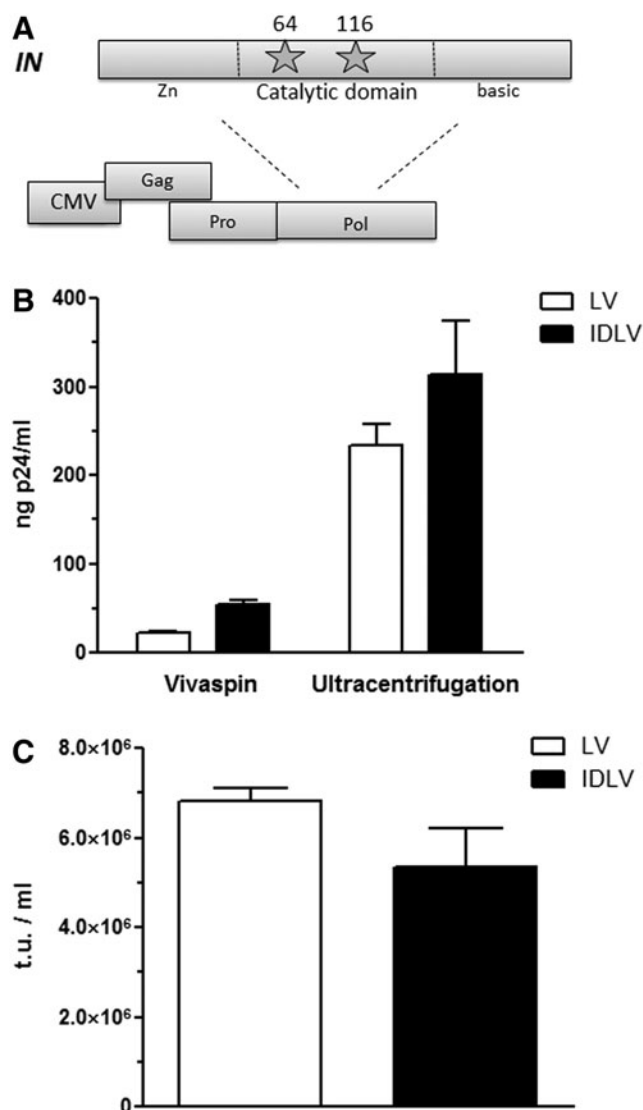 A
64 116
IN
Zn Catalytic domain basic
Gag
CMV
Pro Pol
B
400
LV
IDLV
300
ng p24/ml
200
100
0
Vivaspin Ultracentrifugation
C
8.0×10⁶
LV
IDLV
6.0×10⁶
t.u. / ml
4.0×10⁶
2.0×10⁶
0